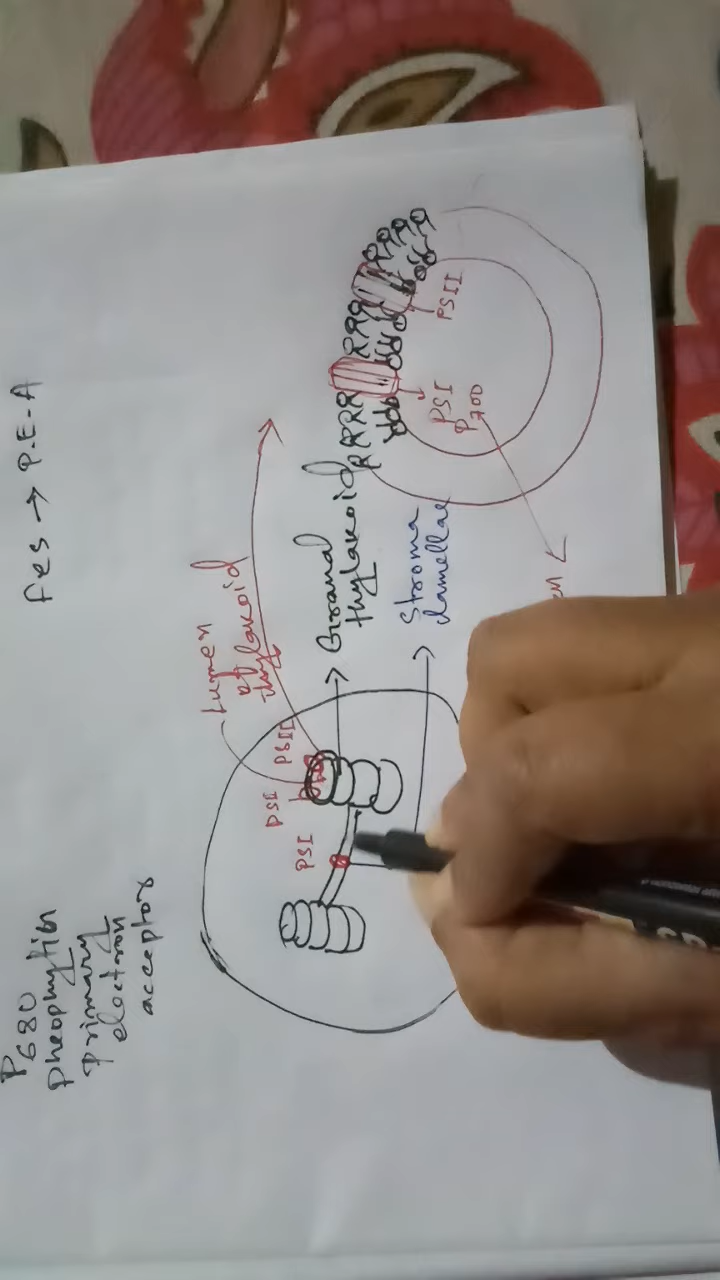 P680
Pheophytin
Primary
electron
acceptor
Fes → P.E-A
Lumen
of
thylakoid
PSI
PSII
PSI
Granal
thylakoid
Stroma
lamellae
PSI
P700
PSII